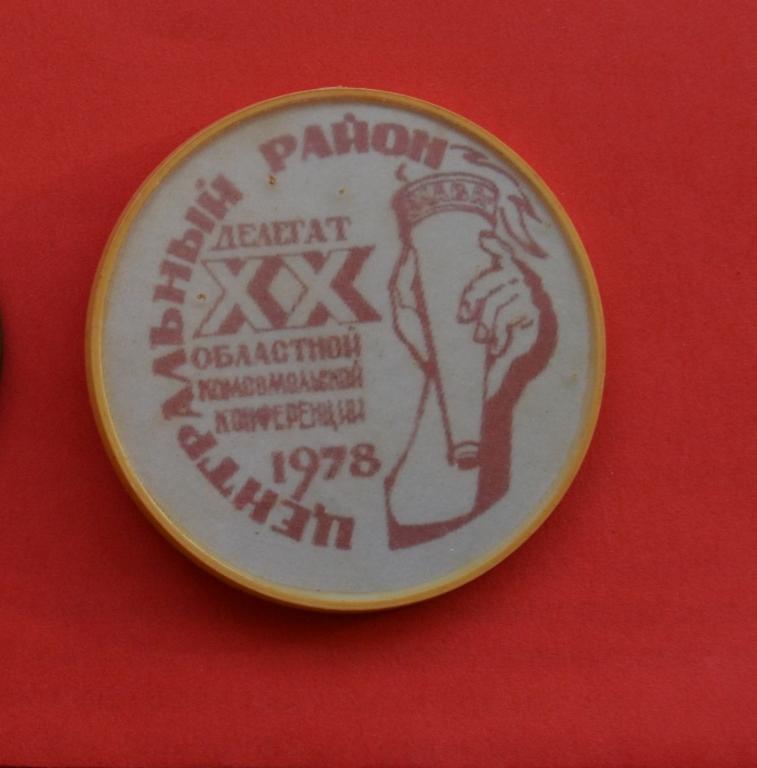 ЦЕНТРАЛЬНЫЙ РАЙОН
ДЕЛЕГАТ
XX
ОБЛАСТНОЙ
КОМСОМОЛЬСКОЙ
КОНФЕРЕНЦИИ
1978